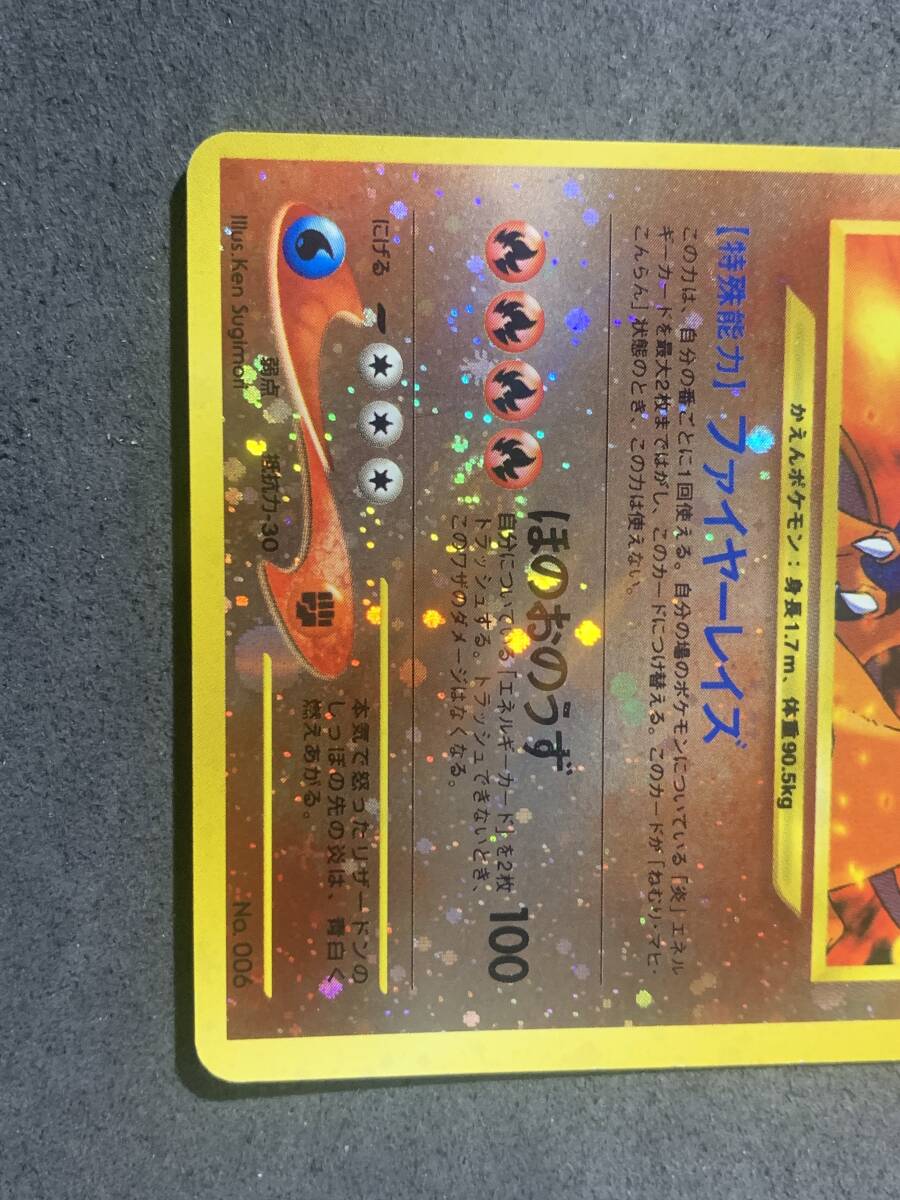 かえんポケモン：身長1.7m、体重90.5kg
【特殊能力】ファイヤーレイズ
この力は、自分の番ごとに1回使える。自分の場のポケモンについている「炎」エネル
ギーカードを最大2枚まではがし、このカードにつけ替える。このカードが「ねむり・マヒ・
こんらん」状態のとき、この力は使えない。
ほのおのうず 100
自分についている「エネルギーカード」を2枚
トラッシュする。トラッシュできないとき、
このワザのダメージはなくなる。
にげる
弱点
抵抗力-30
本気で怒ったリザードンの
しっぽの先の炎は、青白く
燃えあがる。
Illus.Ken Sugimori
No.006